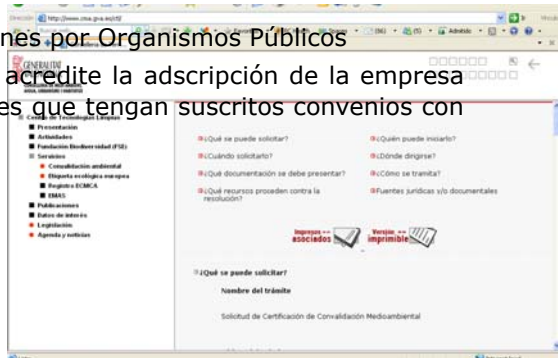 Dirección http://www.cma.gva.es/ctl/
nes por Organismos Públicos
acredite la adscripción de la empresa
es que tengan suscritos convenios con
GENERALITAT
Centro de Tecnologías Limpias
Presentación
Actividades
Fundación Biodiversidad (FSE)
Servicios
Convalidación ambiental
Etiqueta ecológica europea
Registro ECMCA
EMAS
Publicaciones
Datos de interés
Legislación
Agenda y noticias
¿Qué se puede solicitar?
¿Quién puede iniciarlo?
¿Cuándo solicitarlo?
¿Dónde dirigirse?
¿Qué documentación se debe presentar?
¿Cómo se tramita?
¿Qué recursos proceden contra la
resolución?
Fuentes jurídicas y/o documentales
Impresos
asociados
Versión
imprimible
¿Qué se puede solicitar?
Nombre del trámite
Solicitud de Certificación de Convalidación Medioambiental